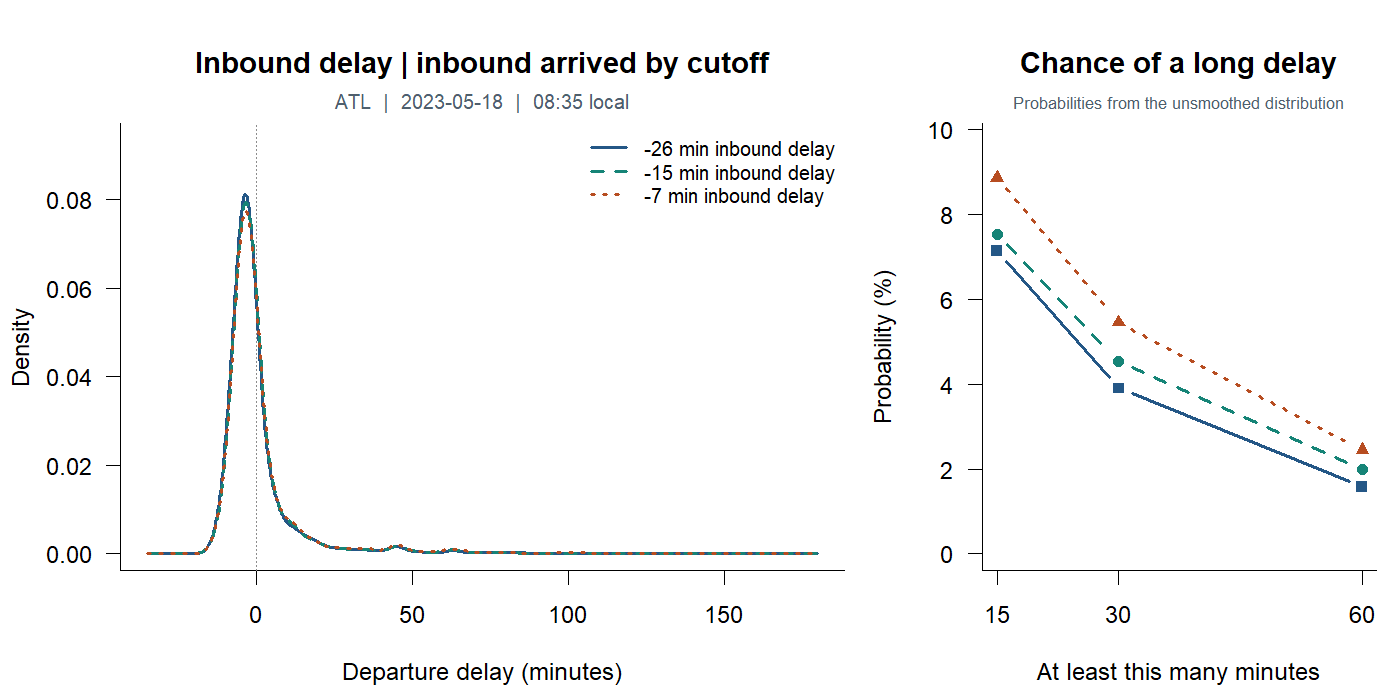 Inbound delay | inbound arrived by cutoff
ATL | 2023-05-18 | 08:35 local
-26 min inbound delay
-15 min inbound delay
-7 min inbound delay
Density
0.08
0.06
0.04
0.02
0.00
0
50
100
150
Departure delay (minutes)
Chance of a long delay
Probabilities from the unsmoothed distribution
Probability (%)
10
8
6
4
2
0
15
30
60
At least this many minutes